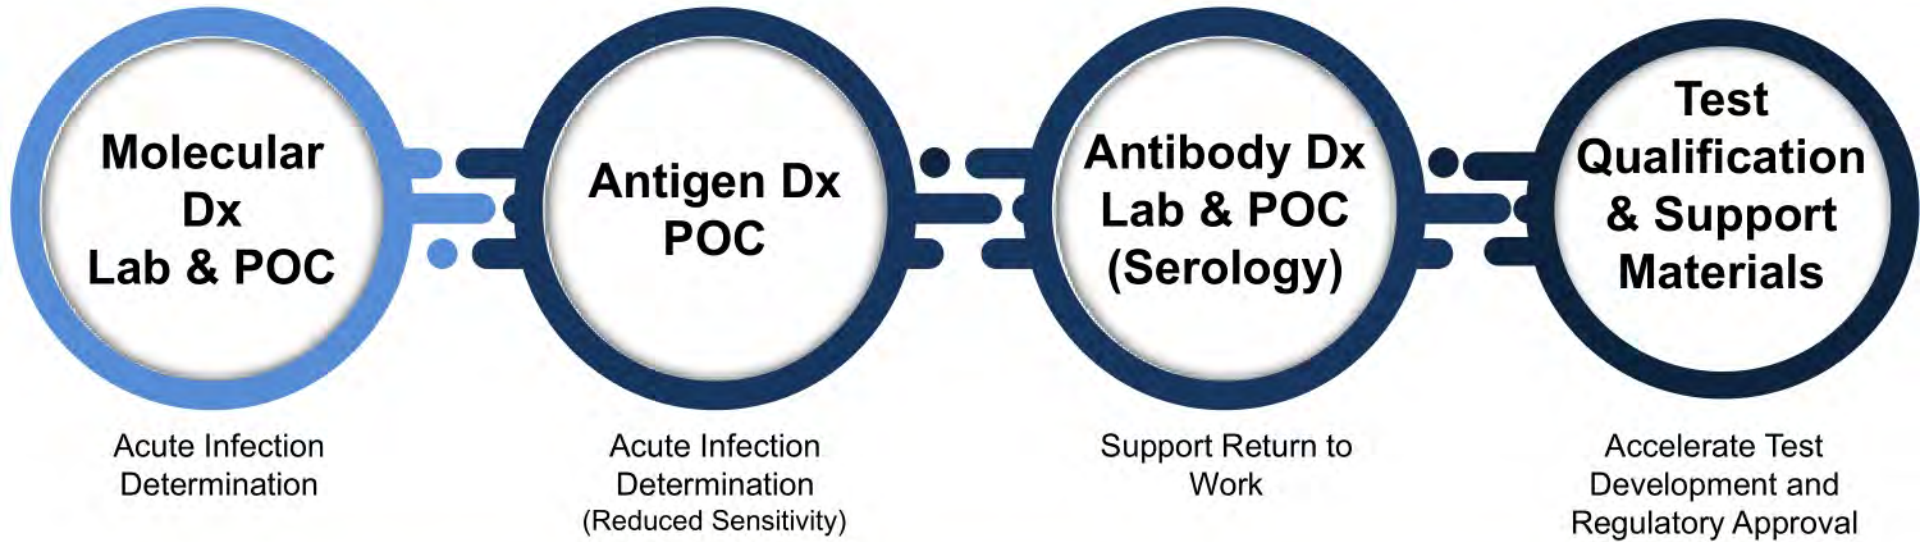 Molecular
Dx
Lab & POC
Acute Infection
Determination
Antigen Dx
POC
Acute Infection
Determination
(Reduced Sensitivity)
Antibody Dx
Lab & POC
(Serology)
Support Return to
Work
Test
Qualification
& Support
Materials
Accelerate Test
Development and
Regulatory Approval